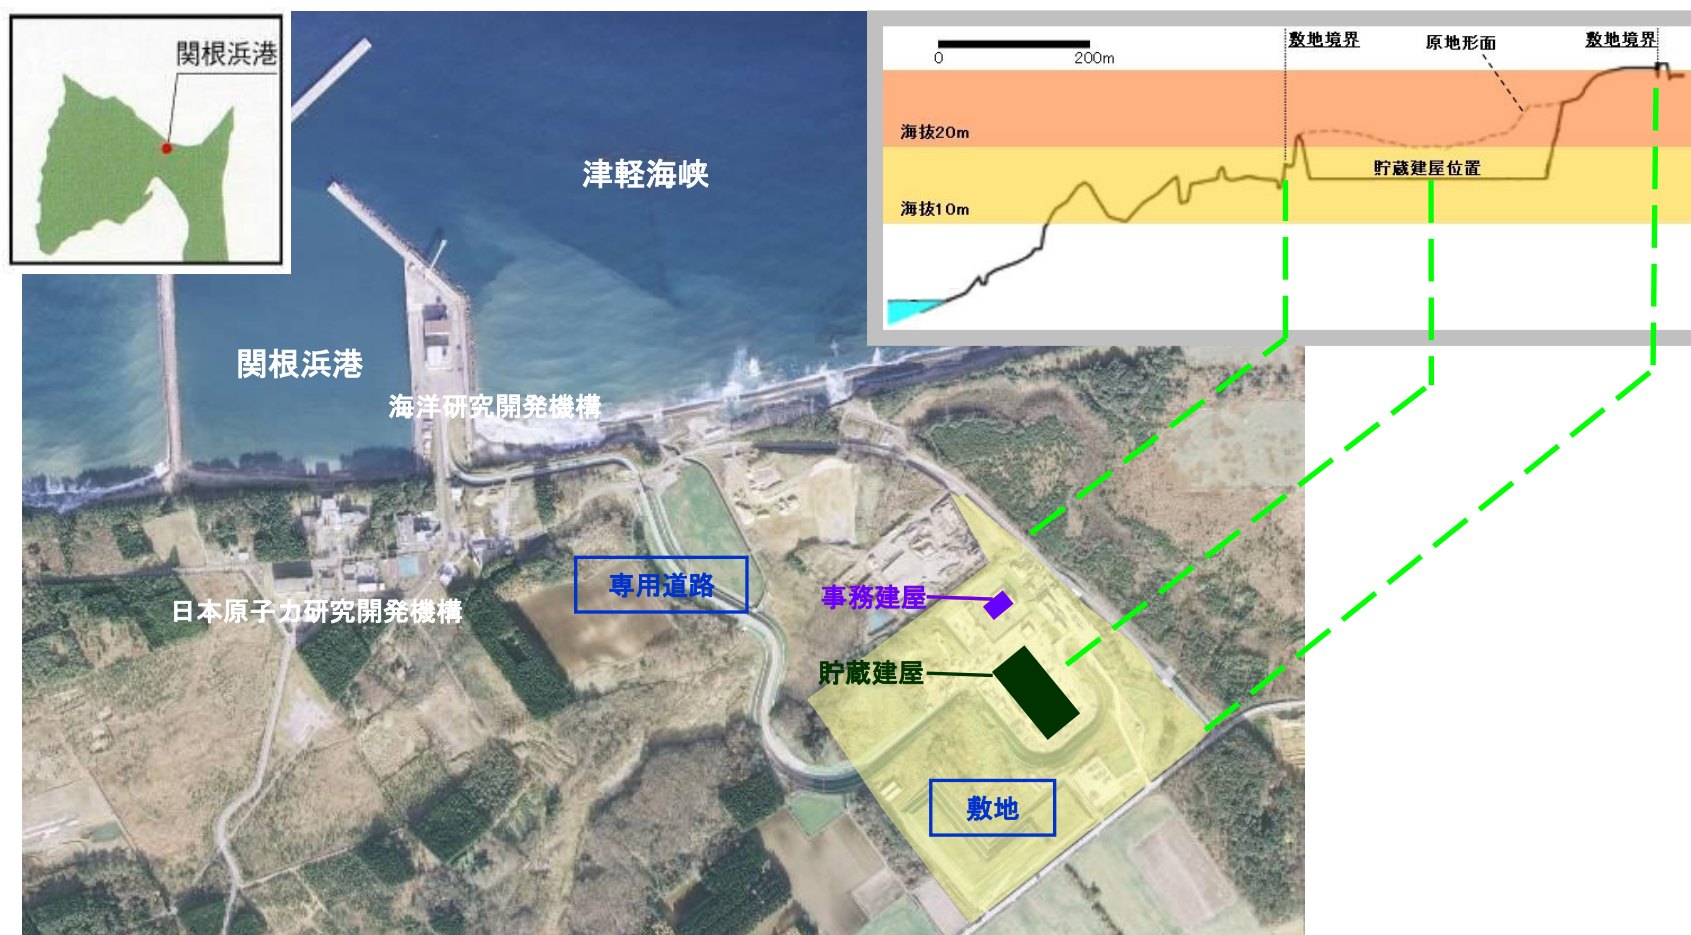 関根浜港
敷地境界
原地形面
敷地境界
0
200m
海抜20m
貯蔵建屋位置
海抜10m
津軽海峡
関根浜港
海洋研究開発機構
専用道路
事務建屋
日本原子力研究開発機構
貯蔵建屋
敷地